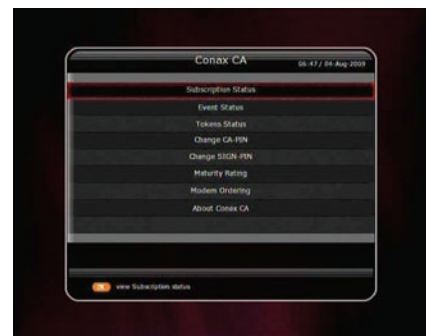 Conax CA
06:47 / 04-Aug-2009
Subscription Status
Event Status
Tokens Status
Change CA-PIN
Change SIGN-PIN
Maturity Rating
Modem Ordering
About Conax CA
OK view Subscription status